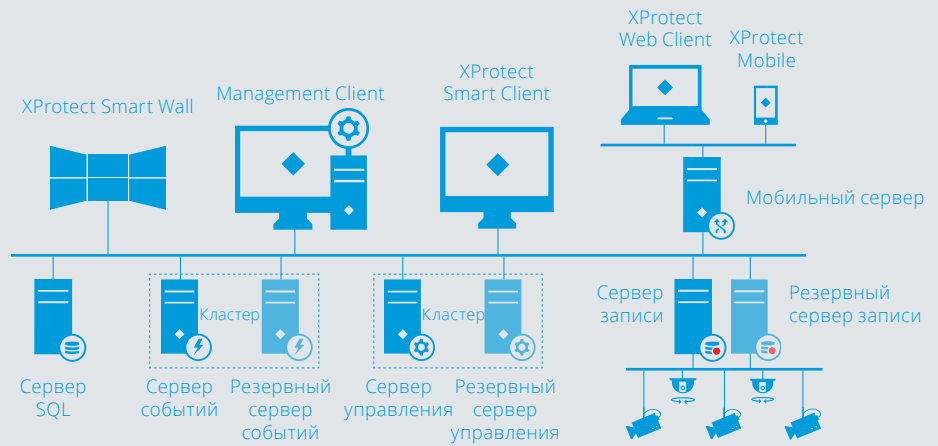 XProtect
Web Client
XProtect
Mobile
XProtect
Smart Client
Management Client
XProtect Smart Wall
Мобильный сервер
Сервер
записи
Резервный
сервер записи
Кластер
Кластер
Сервер
SQL
Сервер
событий
Резервный
сервер
событий
Сервер
управления
Резервный
сервер
управления